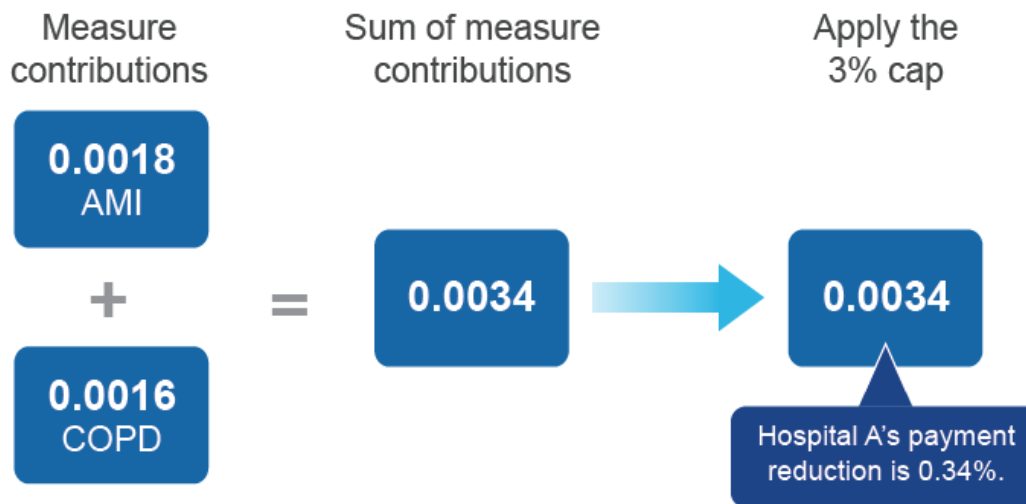 Measure
contributions
0.0018
AMI
+
0.0016
COPD
=
Sum of measure
contributions
0.0034
Apply the
3% cap
0.0034
Hospital A's payment
reduction is 0.34%.